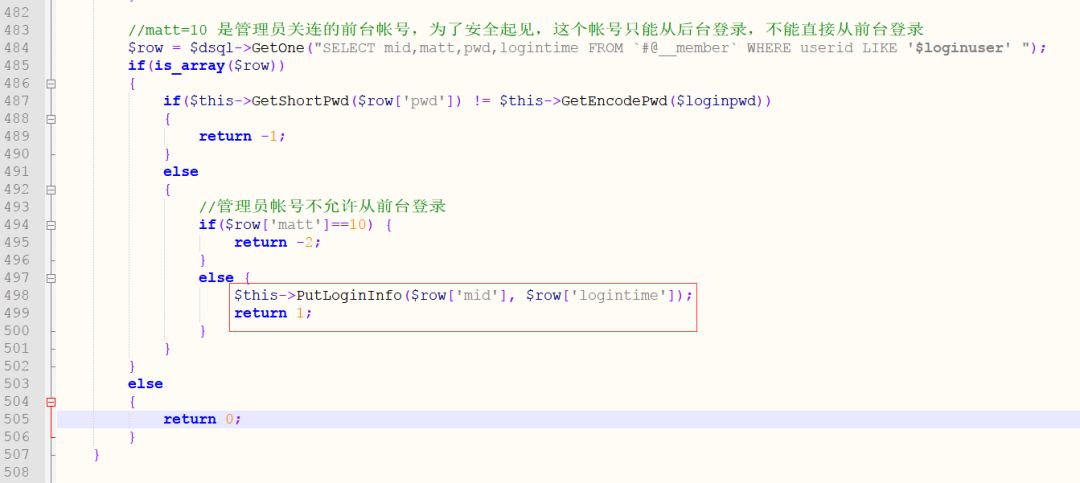 482 }
483 //matt=10 是管理员关连的前台帐号，为了安全起见，这个帐号只能从后台登录，不能直接从前台登录
484 $row = $dsql->GetOne("SELECT mid,matt,pwd,logintime FROM `#@__member` WHERE userid LIKE '$loginuser' ");
485 if(is_array($row))
486 {
487 if($this->GetShortPwd($row['pwd']) != $this->GetEncodePwd($loginpwd))
488 {
489 return -1;
490 }
491 else
492 {
493 //管理员帐号不允许从前台登录
494 if($row['matt']==10) {
495 return -2;
496 }
497 else {
498 $this->PutLoginInfo($row['mid'], $row['logintime']);
499 return 1;
500 }
501 }
502 }
503 else
504 {
505 return 0;
506 }
507 }
508